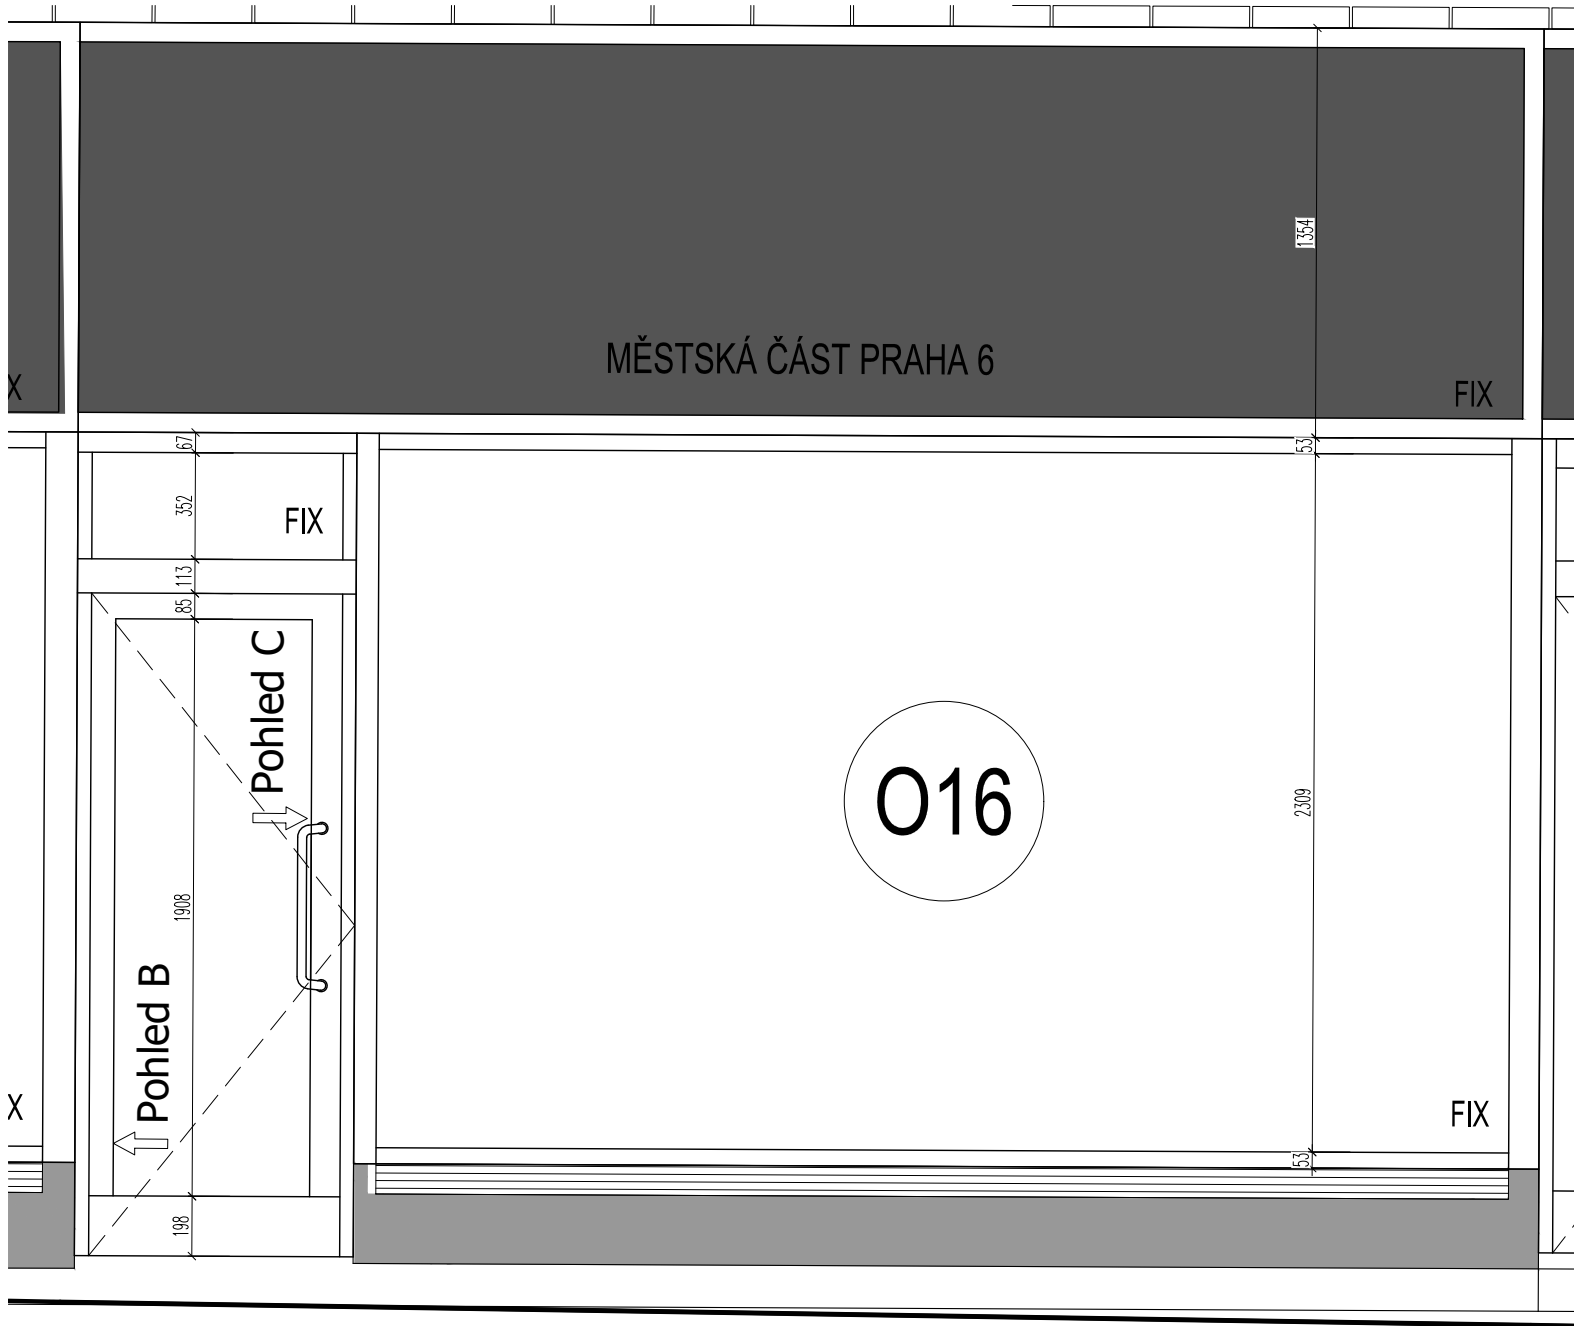 1354
MĚSTSKÁ ČÁST PRAHA 6
X
FIX
67
53
352
FIX
113
85
Pohled C
O16
2309
1908
Pohled B
X
FIX
53
198